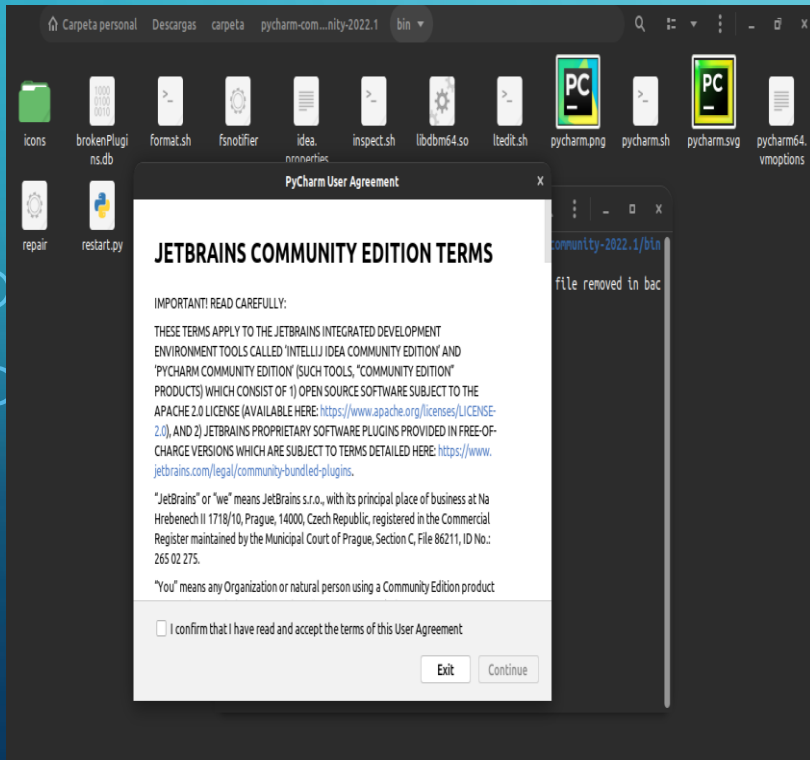 Carpeta personal Descargas carpeta pycharm-com...nity-2022.1 bin
1000
0100
0010
PC
PC
icons brokenPlugi format.sh fsnotifier idea. inspect.sh libdbm64.so ltedit.sh pycharm.png pycharm.sh pycharm.svg pycharm64.
ns.db properties vmoptions
repair restart.py
PyCharm User Agreement
JETBRAINS COMMUNITY EDITION TERMS
IMPORTANT! READ CAREFULLY:
THESE TERMS APPLY TO THE JETBRAINS INTEGRATED DEVELOPMENT
ENVIRONMENT TOOLS CALLED 'INTELLIJ IDEA COMMUNITY EDITION' AND
'PYCHARM COMMUNITY EDITION' (SUCH TOOLS, "COMMUNITY EDITION"
PRODUCTS) WHICH CONSIST OF 1) OPEN SOURCE SOFTWARE SUBJECT TO THE
APACHE 2.0 LICENSE (AVAILABLE HERE: https://www.apache.org/licenses/LICENSE-
2.0), AND 2) JETBRAINS PROPRIETARY SOFTWARE PLUGINS PROVIDED IN FREE-OF-
CHARGE VERSIONS WHICH ARE SUBJECT TO TERMS DETAILED HERE: https://www.
jetbrains.com/legal/community-bundled-plugins.
"JetBrains" or "we" means JetBrains s.r.o., with its principal place of business at Na
Hrebenech II 1718/10, Prague, 14000, Czech Republic, registered in the Commercial
Register maintained by the Municipal Court of Prague, Section C, File 86211, ID No.:
265 02 275.
"You" means any Organization or natural person using a Community Edition product
I confirm that I have read and accept the terms of this User Agreement
Exit Continue
community-2022.1/bin
file removed in bac